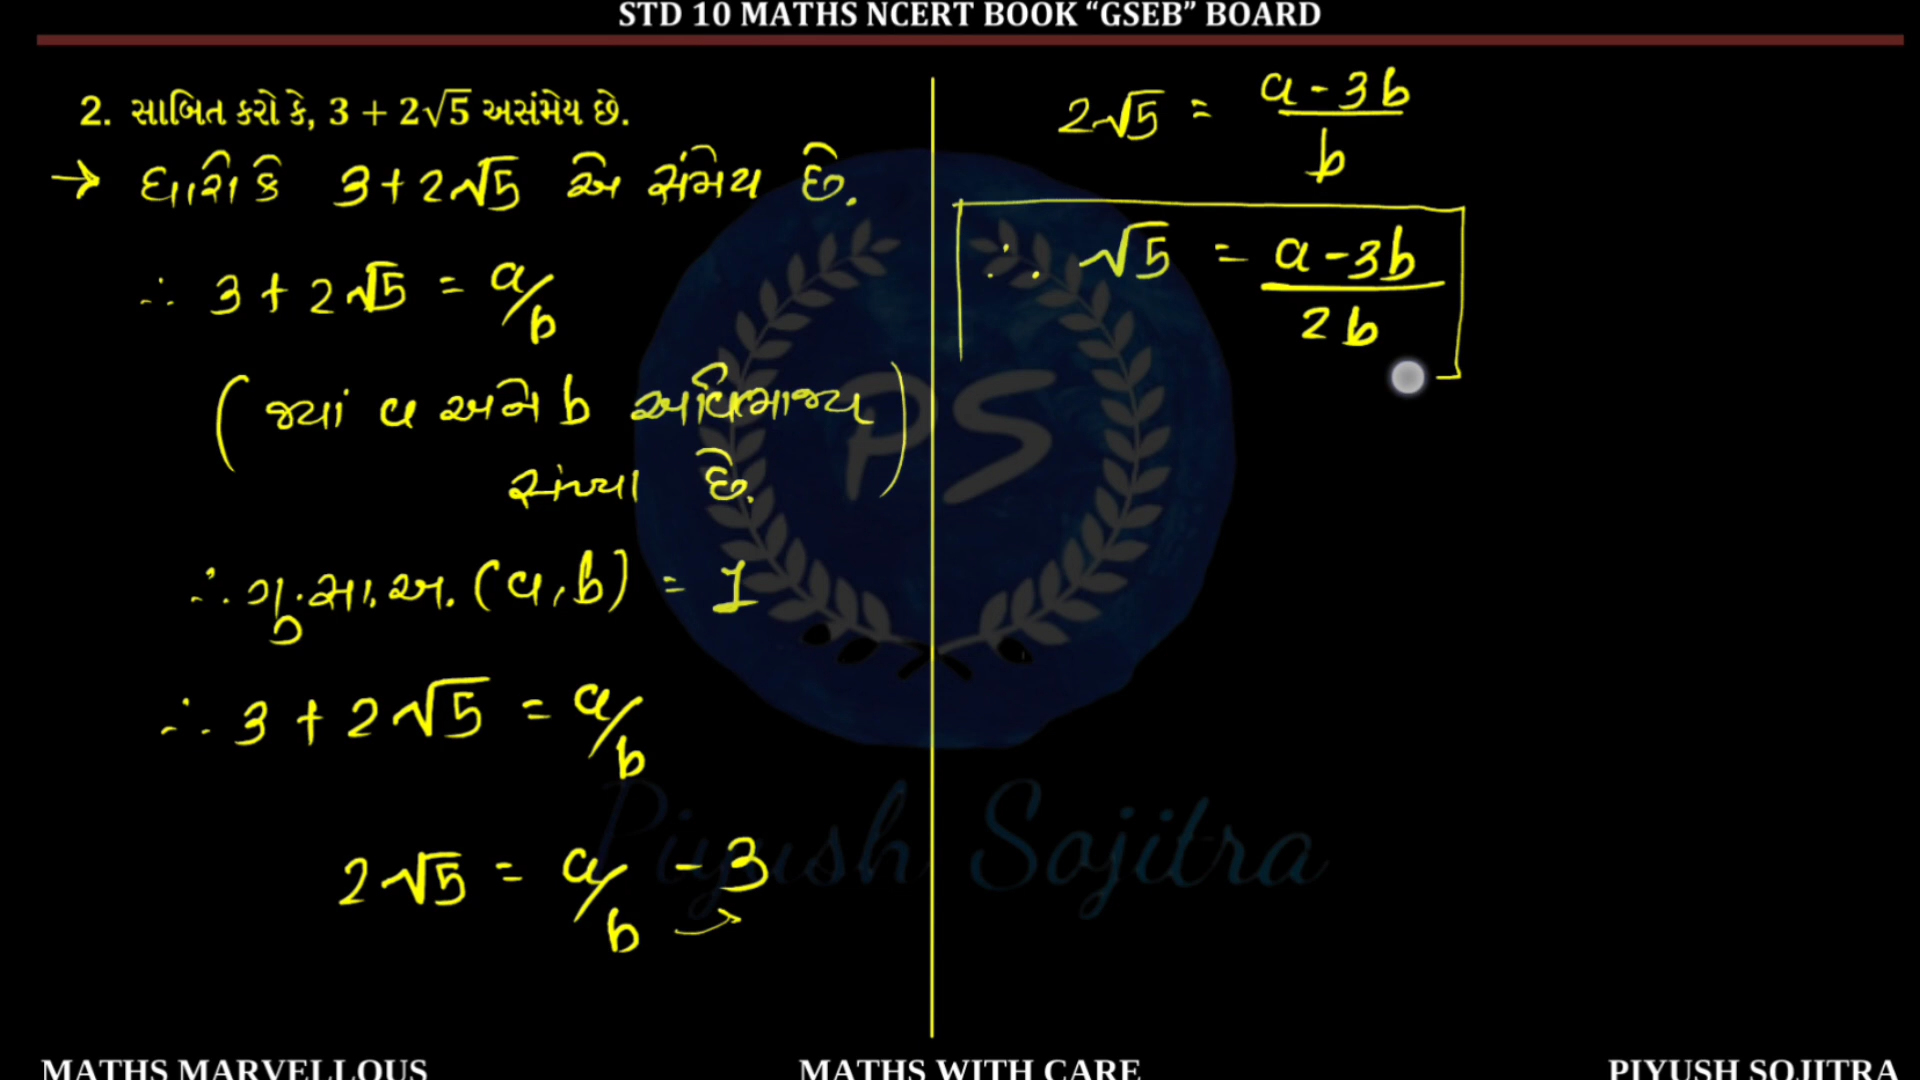 STD 10 MATHS NCERT BOOK “GSEB” BOARD
2. સાબિત કરો કે, 3 + 2√5 અસંમેય છે.
→ ધારો કે 3 + 2√5 એ સંમેય છે.
∴ 3 + 2√5 = a/b
(જ્યાં a અને b અવિભાજ્ય
સંખ્યા છે.)
∴ ગુ.સા.અ. (a, b) = 1
∴ 3 + 2√5 = a/b
2√5 = a/b - 3
2√5 = (a - 3b)/b
∴ √5 = (a - 3b)/2b
PS
Piyush Sojitra
MATHS MARVELLOUS
MATHS WITH CARE
PIYUSH SOJITRA